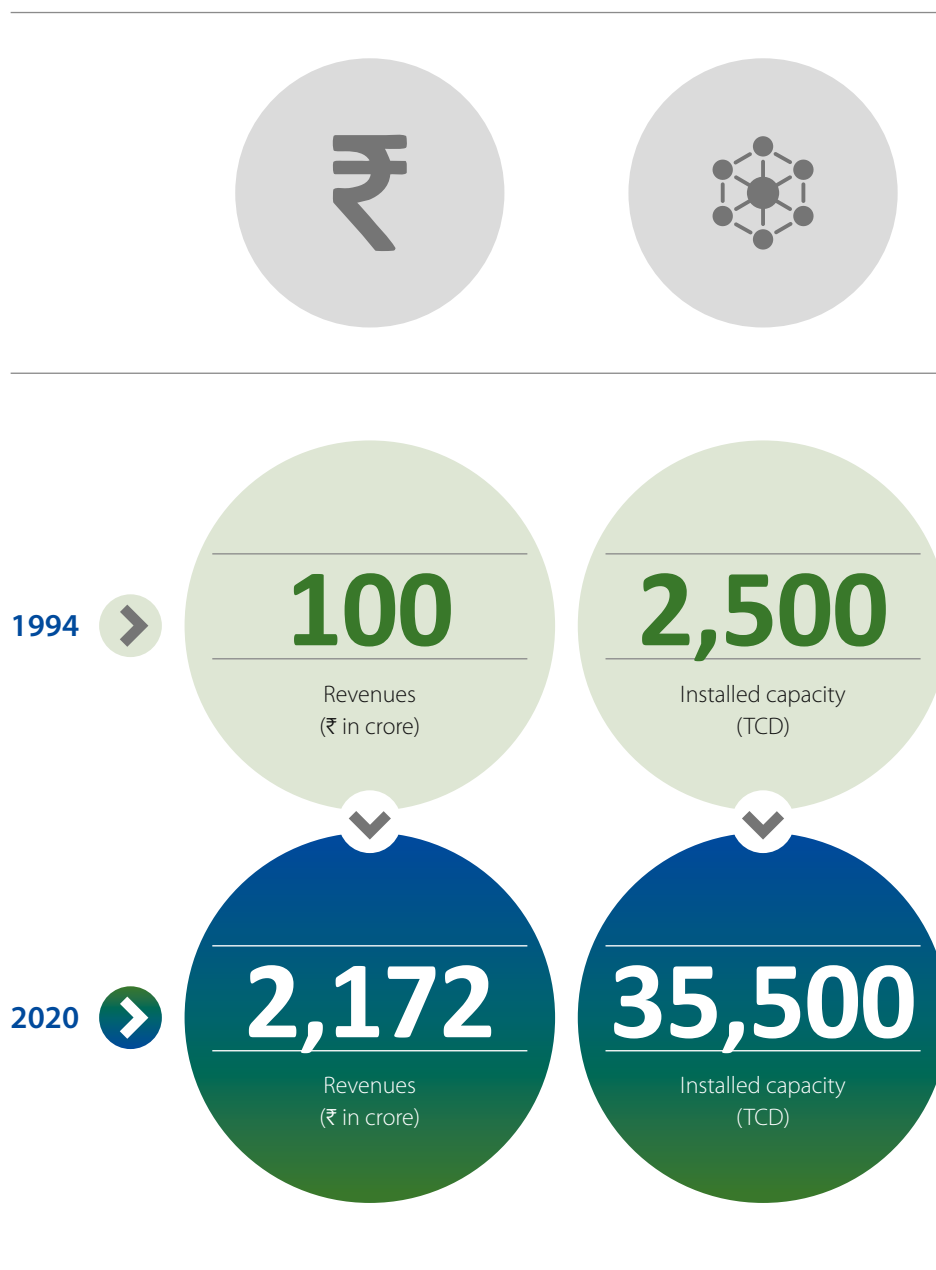 ₹
1994
100
2,500
Revenues
(₹ in crore)
Installed capacity
(TCD)
2020
2,172
35,500
Revenues
(₹ in crore)
Installed capacity
(TCD)